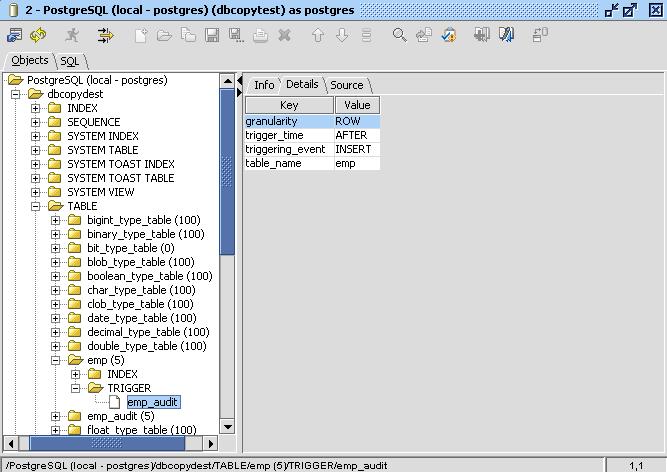 2 - PostgreSQL (local - postgres) (dbcopytest) as postgres
Objects SQL
PostgreSQL (local - postgres)
dbcopydest
INDEX
SEQUENCE
SYSTEM INDEX
SYSTEM TABLE
SYSTEM TOAST INDEX
SYSTEM TOAST TABLE
SYSTEM VIEW
TABLE
bigint_type_table (100)
binary_type_table (100)
bit_type_table (0)
blob_type_table (100)
boolean_type_table (100)
char_type_table (100)
clob_type_table (100)
date_type_table (100)
decimal_type_table (100)
double_type_table (100)
emp (5)
INDEX
TRIGGER
emp_audit
emp_audit (5)
float_type_table (100)
Info Details Source
Key Value
granularity ROW
trigger_time AFTER
triggering_event INSERT
table_name emp
/PostgreSQL (local - postgres)/dbcopydest/TABLE/emp (5)/TRIGGER/emp_audit
1,1